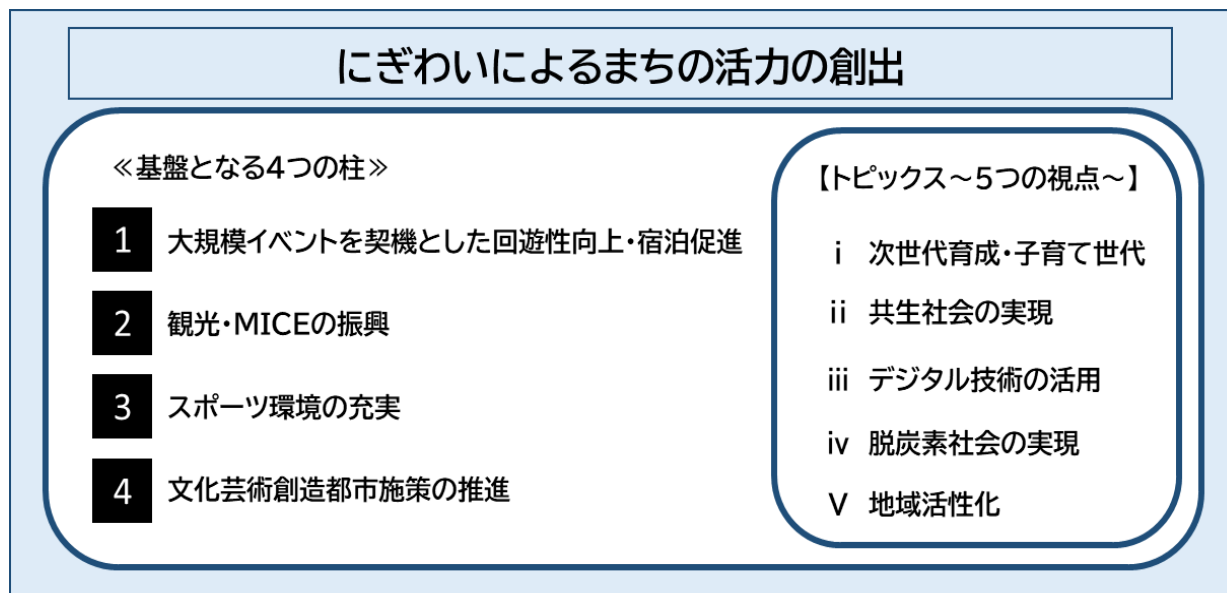 にぎわいによるまちの活力の創出
≪基盤となる4つの柱≫
1 大規模イベントを契機とした回遊性向上・宿泊促進
2 観光・MICEの振興
3 スポーツ環境の充実
4 文化芸術創造都市施策の推進
【トピックス～5つの視点～】
ⅰ 次世代育成・子育て世代
ⅱ 共生社会の実現
ⅲ デジタル技術の活用
ⅳ 脱炭素社会の実現
Ⅴ 地域活性化